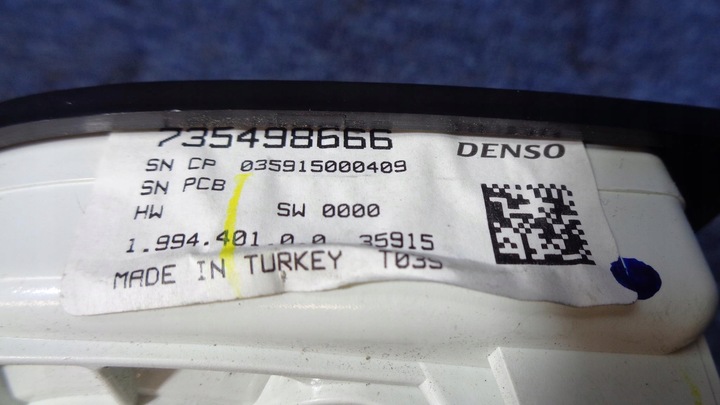 735498666
DENSO
SN CP 035915000409
SN PCB
HW SW 0000
1.994.401.0.0 35915
MADE IN TURKEY T035